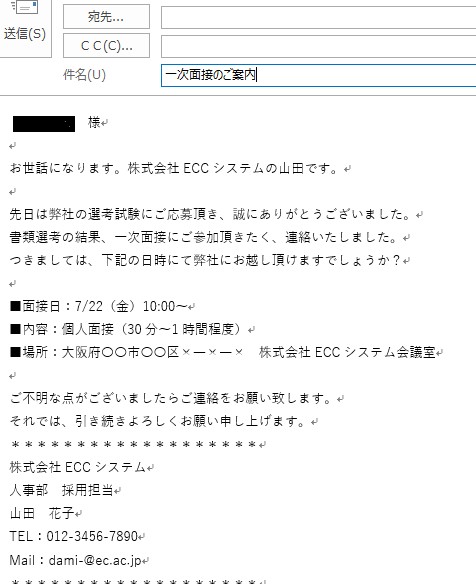 送信(S)
宛先...
ＣＣ(C)...
件名(U)
一次面接のご案内
様
お世話になります。株式会社 ECC システムの山田です。
先日は弊社の選考試験にご応募頂き、誠にありがとうございました。
書類選考の結果、一次面接にご参加頂きたく、連絡いたしました。
つきましては、下記の日時にて弊社にお越し頂けますでしょうか？
■面接日：7/22（金）10:00～
■内容：個人面接（30 分～1 時間程度）
■場所：大阪府〇〇市〇〇区×ー×ー×　株式会社 ECC システム会議室
ご不明な点がございましたらご連絡をお願い致します。
それでは、引き続きよろしくお願い申し上げます。
＊＊＊＊＊＊＊＊＊＊＊＊＊＊＊＊＊＊＊
株式会社 ECC システム
人事部　採用担当
山田　花子
TEL：012-3456-7890
Mail：dami-@ec.ac.jp
＊＊＊＊＊＊＊＊＊＊＊＊＊＊＊＊＊＊＊